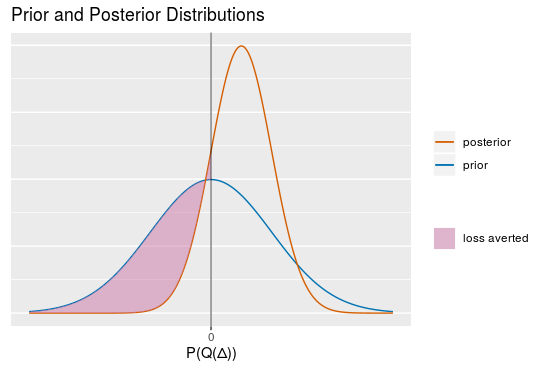 Prior and Posterior Distributions
posterior
prior
loss averted
0
P(Q(Δ))